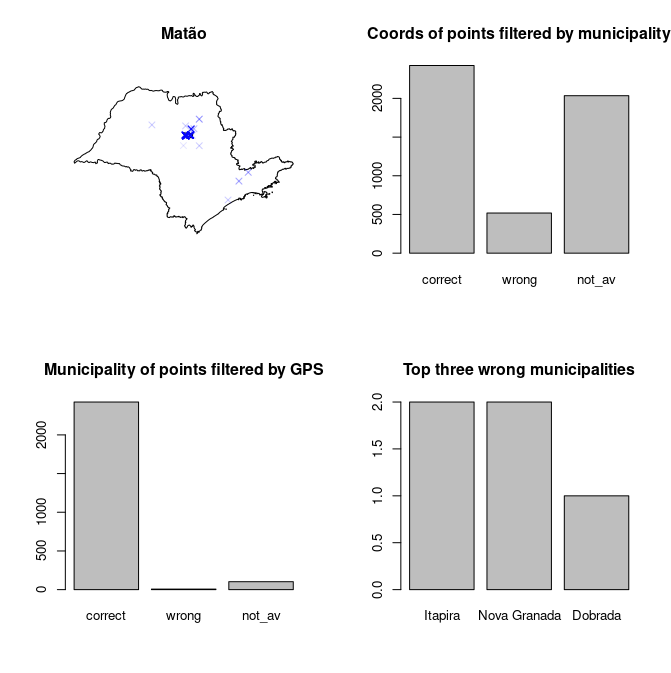 Matão
Coords of points filtered by municipality
2000
1000
500
0
correct wrong not_av
Municipality of points filtered by GPS
2000
1000
500
0
correct wrong not_av
Top three wrong municipalities
2.0
1.5
1.0
0.5
0.0
Itapira Nova Granada Dobrada